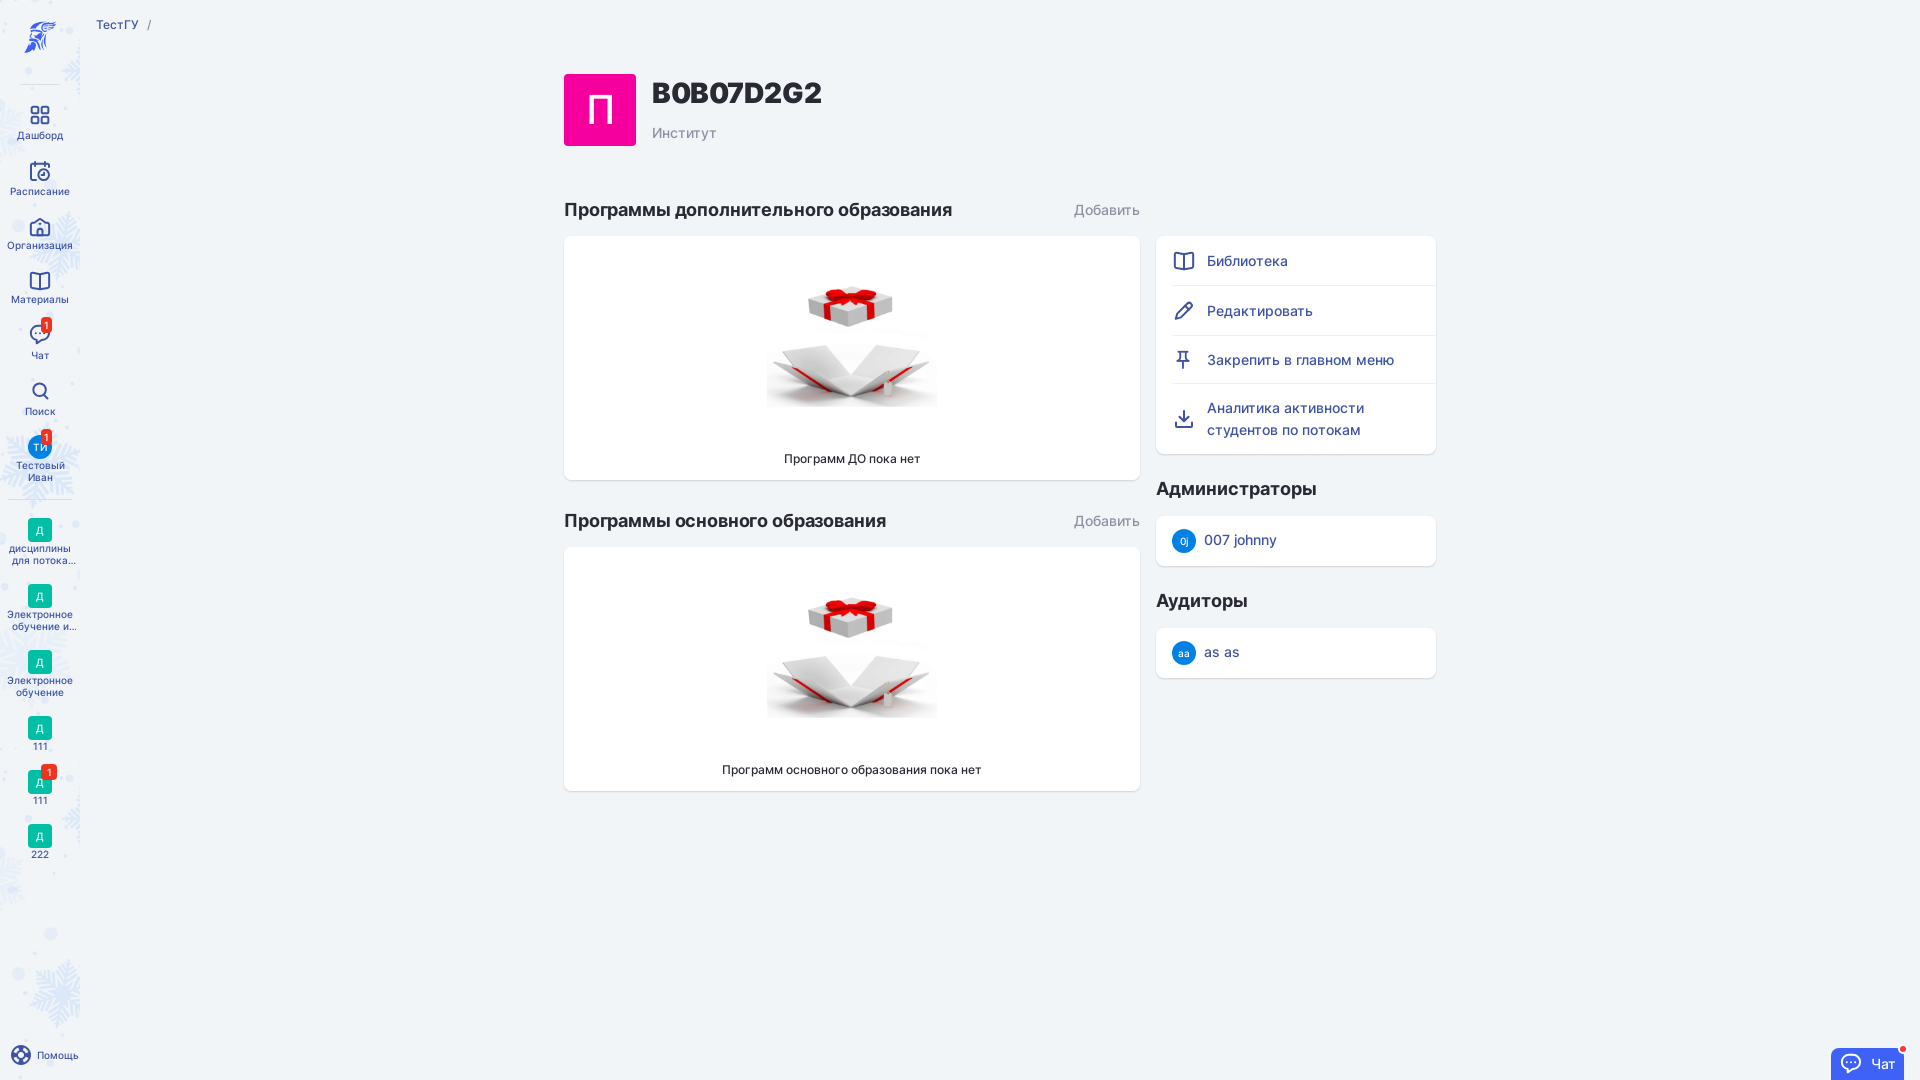 ТестГУ /
Дашборд
Расписание
Организация
Материалы
1
Чат
Поиск
1
ТИ
Тестовый
Иван
Д
дисциплины
для потока...
Д
Электронное
обучение и...
Д
Электронное
обучение
Д
111
1
Д
111
Д
222
Помощь
П
B0B07D2G2
Институт
Программы дополнительного образования
Добавить
Программ ДО пока нет
Программы основного образования
Добавить
Программ основного образования пока нет
Библиотека
Редактировать
Закрепить в главном меню
Аналитика активности
студентов по потокам
Администраторы
0j
007 johnny
Аудиторы
aa
as as
Чат